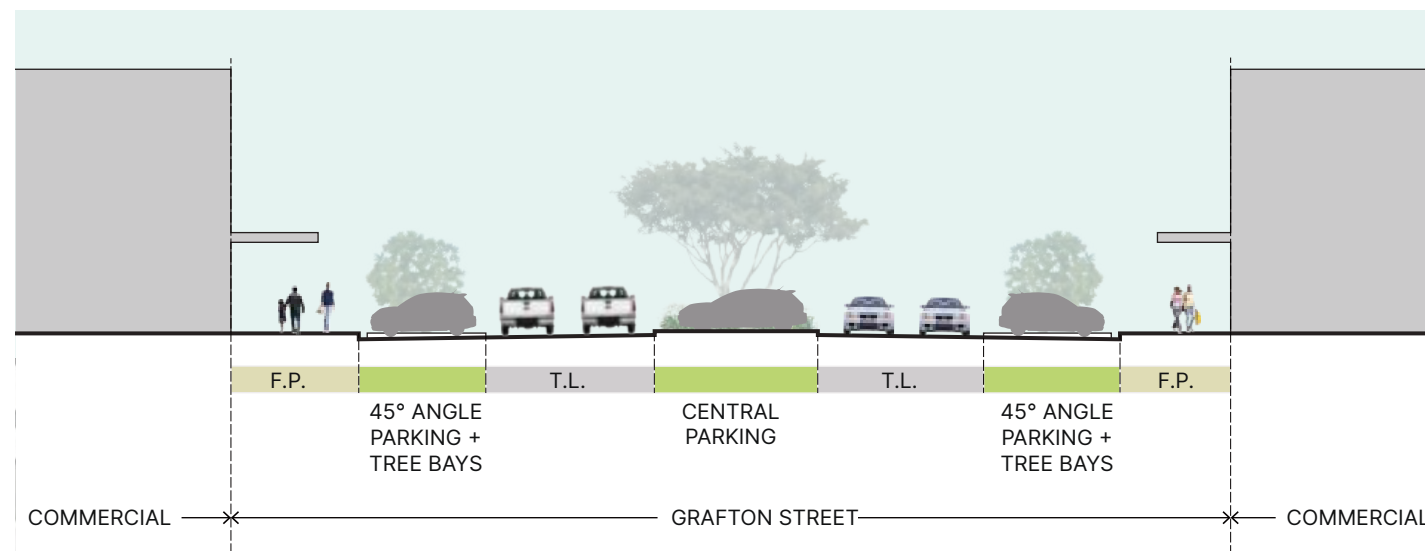 F.P.
T.L.
T.L.
F.P.
45° ANGLE
PARKING +
TREE BAYS
CENTRAL
PARKING
45° ANGLE
PARKING +
TREE BAYS
COMMERCIAL
GRAFTON STREET
COMMERCIAL